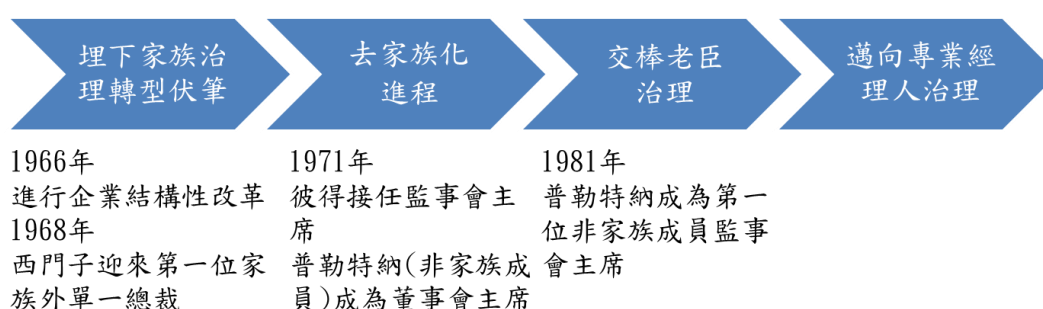 埋下家族治
理轉型伏筆
去家族化
進程
交棒老臣
治理
邁向專業經
理人治理
1966年
進行企業結構性改革
1968年
西門子迎來第一位家
族外單一總裁
1971年
彼得接任監事會主
席
普勒特納(非家族成
員)成為董事會主席
1981年
普勒特納成為第一
位非家族成員監事
會主席